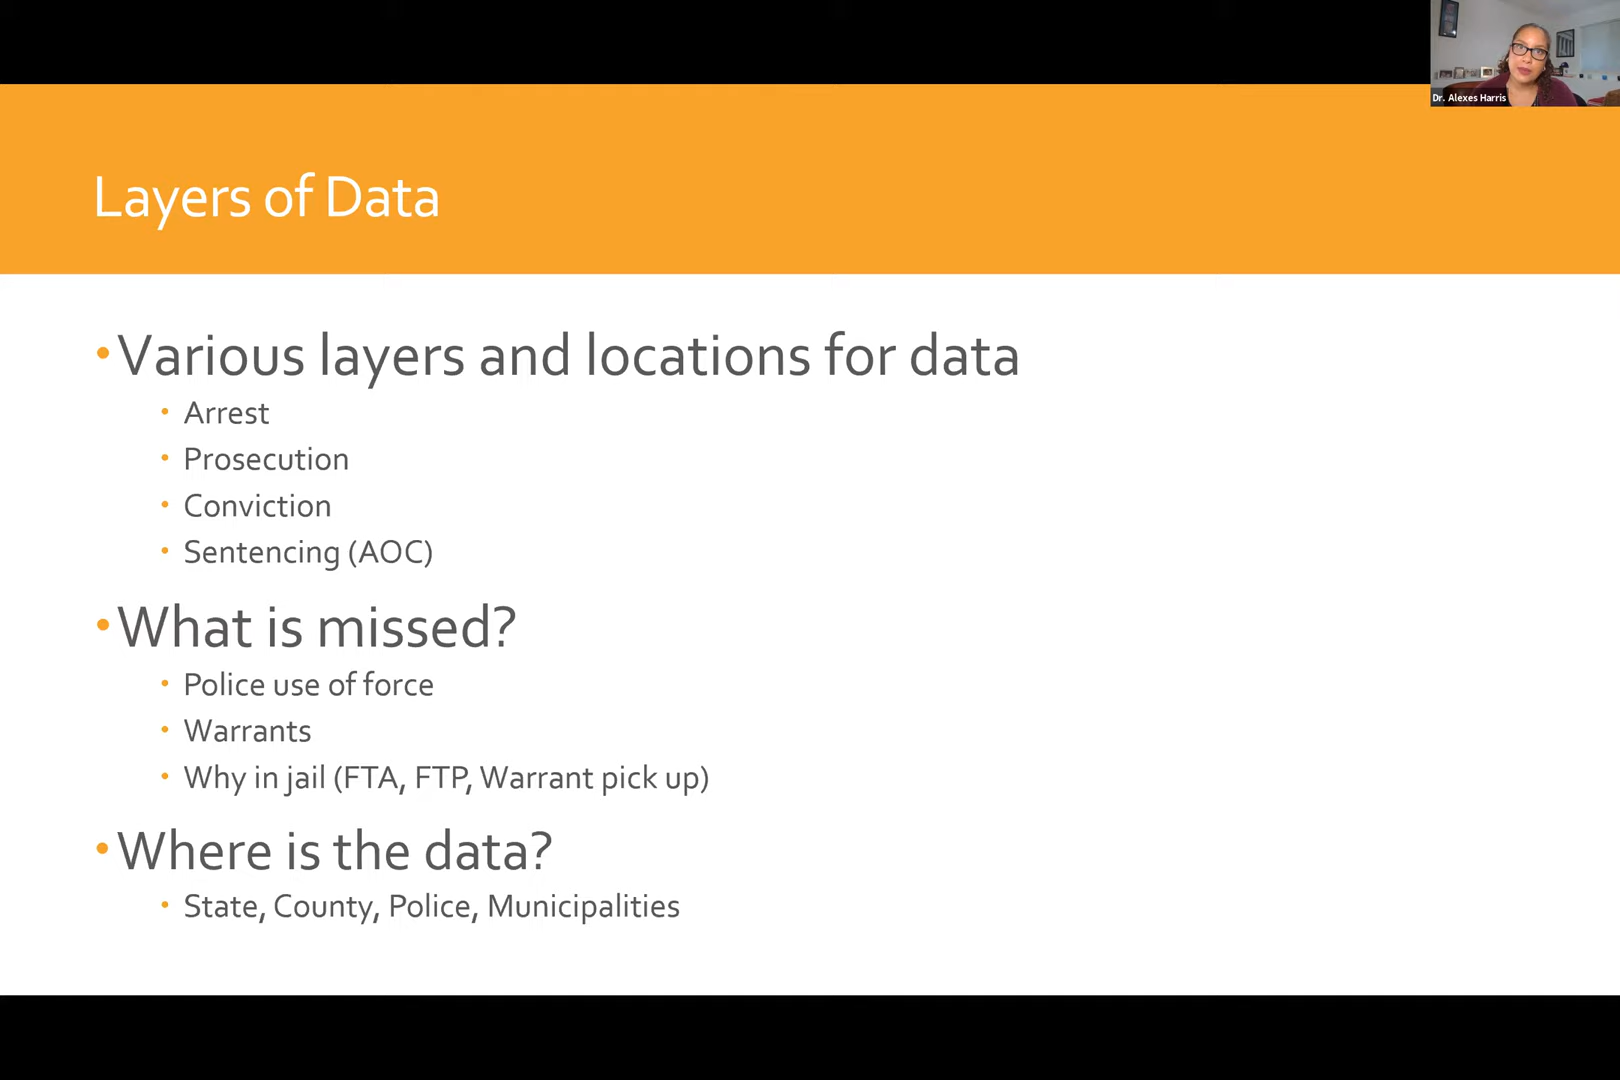 Dr. Alexes Harris
Layers of Data
•Various layers and locations for data
• Arrest
• Prosecution
• Conviction
• Sentencing (AOC)
•What is missed?
• Police use of force
• Warrants
• Why in jail (FTA, FTP, Warrant pick up)
•Where is the data?
• State, County, Police, Municipalities